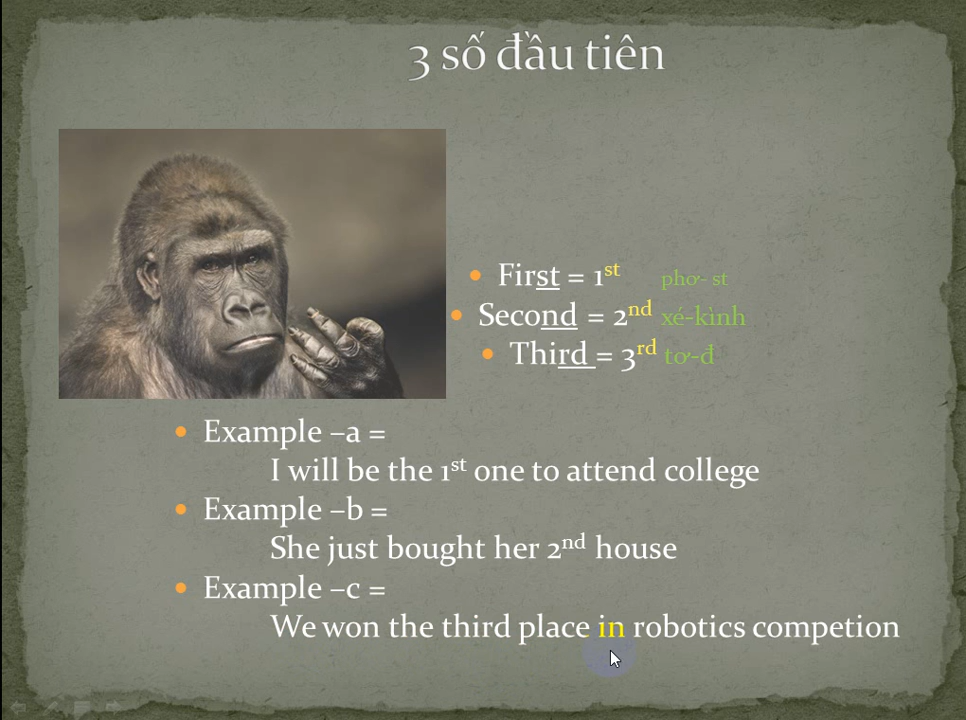 3 số đầu tiên
First = 1st phơ- st
Second = 2nd xé-kình
Third = 3rd tơ-đ
Example –a =
I will be the 1st one to attend college
Example –b =
She just bought her 2nd house
Example –c =
We won the third place in robotics competion